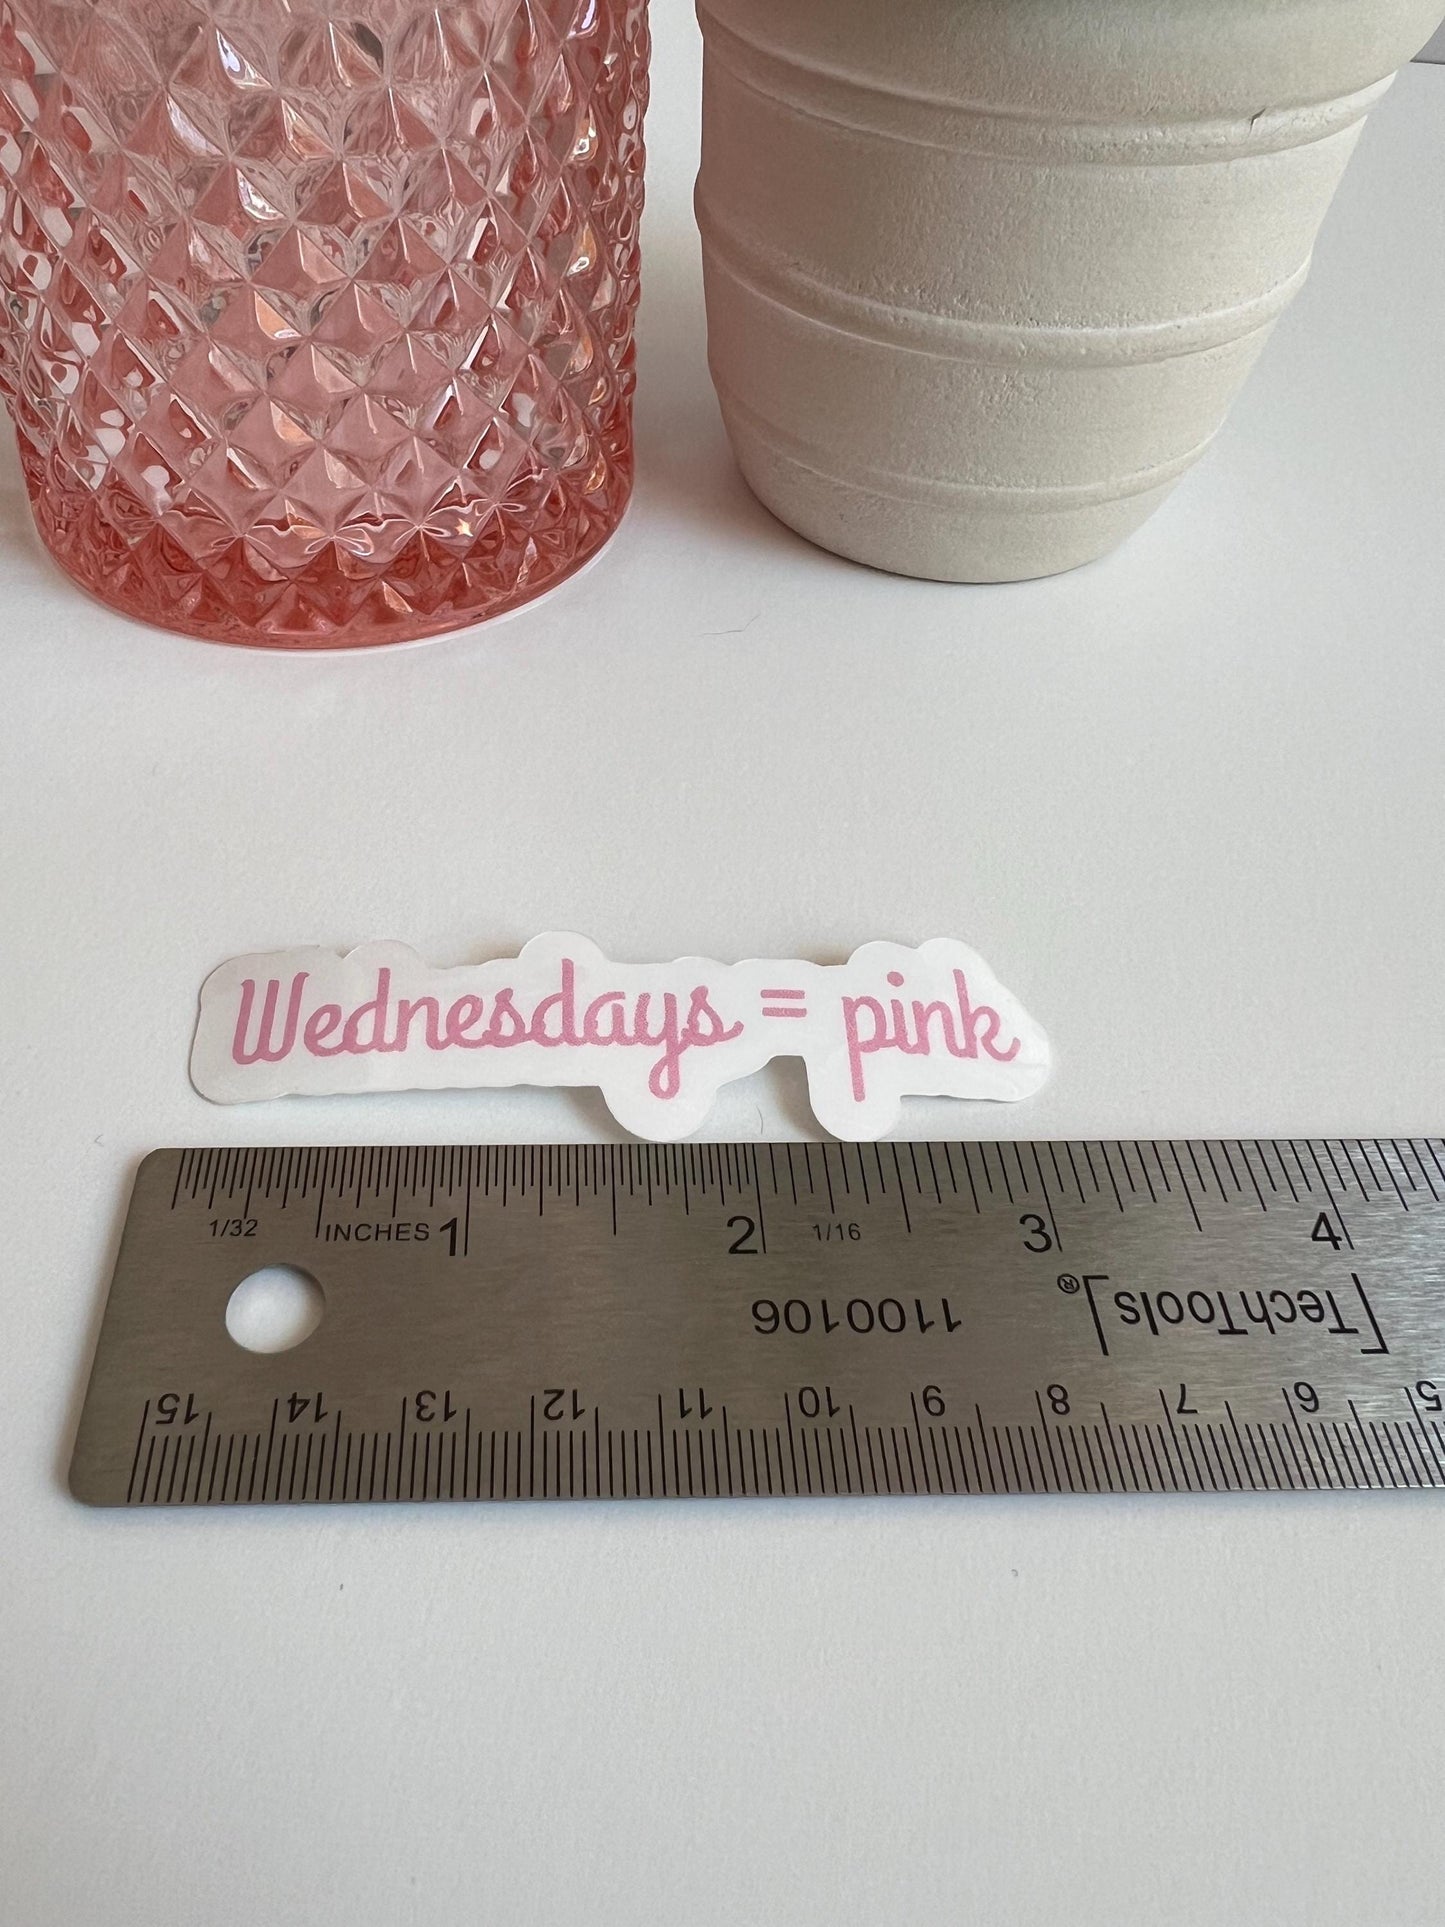 Wednesdays = pink
1/32 INCHES 1 2 1/16 3 4
1100106 [TechTools]®
15 14 13 12 11 10 9 8 7 6 5